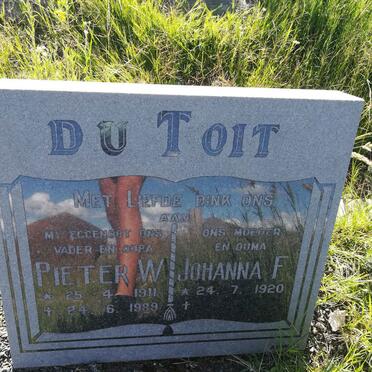 DU TOIT
MET LIEFDE DINK ONS
AAN
MY EGGENOOT ONS
VADER EN OUPA
PIETER W.
* 25. 4. 1911
+ 24. 6. 1989
ONS MOEDER
EN OUMA
JOHANNA F.
* 24. 7. 1920
+